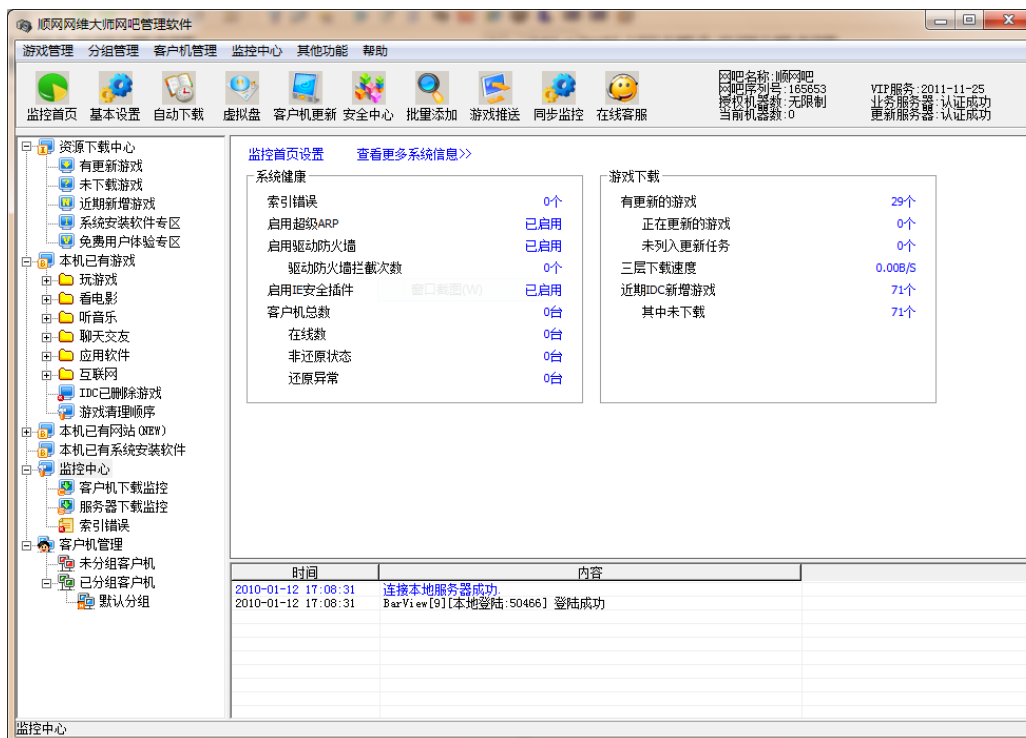 顺网网维大师网吧管理软件
游戏管理 分组管理 客户机管理 监控中心 其他功能 帮助
监控首页 基本设置 自动下载 虚拟盘 客户机更新 安全中心 批量添加 游戏推送 同步监控 在线客服
网吧名称:顺网吧
网吧序列号:165653 VIP服务:2011-11-25
授权机器数:无限制 业务服务器:认证成功
当前机器数:0 更新服务器:认证成功
资源下载中心
有更新游戏
未下载游戏
近期新增游戏
系统安装软件专区
免费用户体验专区
本机已有游戏
玩游戏
看电影
听音乐
聊天交友
应用软件
互联网
IDC已删除游戏
游戏清理顺序
本机已有网站(NEW)
本机已有系统安装软件
监控中心
客户机下载监控
服务器下载监控
索引错误
客户机管理
未分组客户机
已分组客户机
默认分组
监控首页设置 查看更多系统信息>>
系统健康
索引错误 0个
启用超级ARP 已启用
启用驱动防火墙 已启用
驱动防火墙拦截次数 0个
启用IE安全插件 已启用
窗口截图(W)
客户机总数 0台
在线数 0台
非还原状态 0台
还原异常 0台
游戏下载
有更新的游戏 29个
正在更新的游戏 0个
未列入更新任务 0个
三层下载速度 0.00B/S
近期IDC新增游戏 71个
其中未下载 71个
时间 内容
2010-01-12 17:08:31 连接本地服务器成功.
2010-01-12 17:08:31 BarView[9][本地登陆:50466] 登陆成功
监控中心